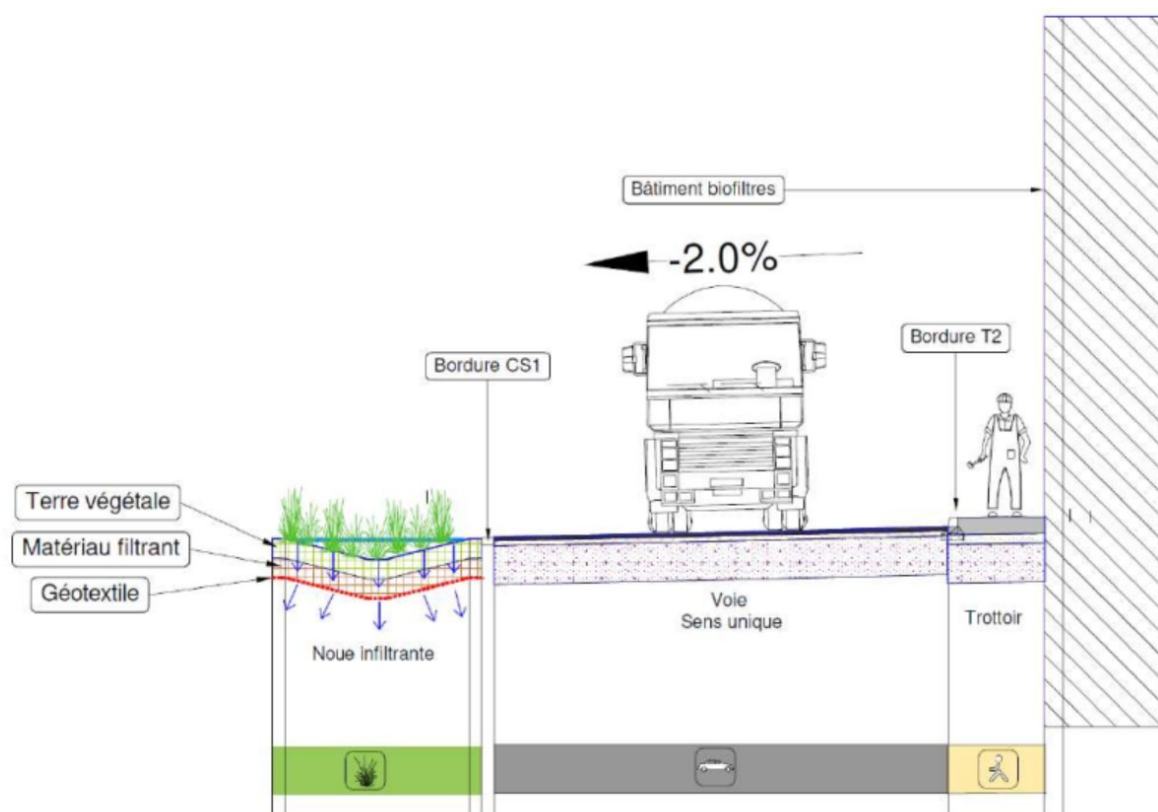 Bâtiment biofiltres
-2.0%
Bordure T2
Bordure CS1
Terre végétale
Matériau filtrant
Géotextile
Voie
Sens unique
Trottoir
Noue infiltrante